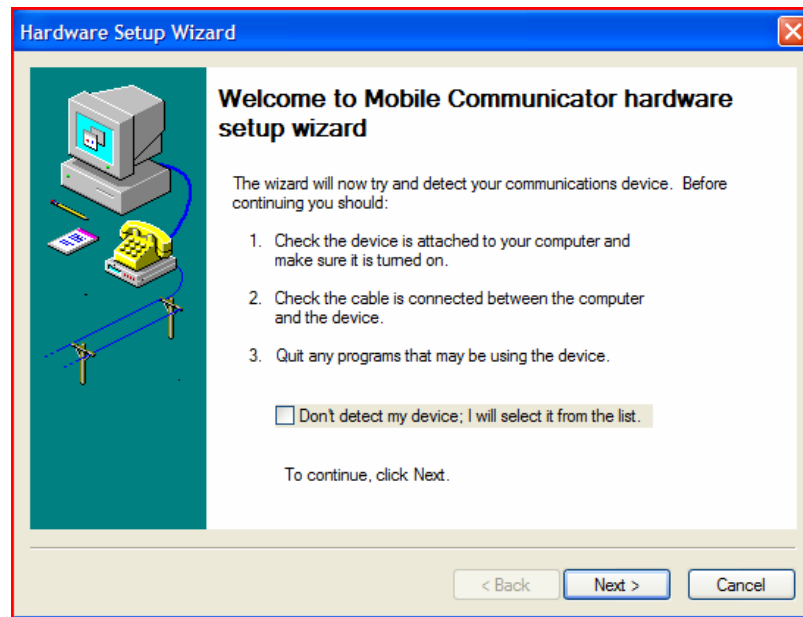 Hardware Setup Wizard
Welcome to Mobile Communicator hardware
setup wizard
The wizard will now try and detect your communications device. Before
continuing you should:
1. Check the device is attached to your computer and
make sure it is turned on.
2. Check the cable is connected between the computer
and the device.
3. Quit any programs that may be using the device.
Don't detect my device; I will select it from the list.
To continue, click Next.
< Back
Next >
Cancel